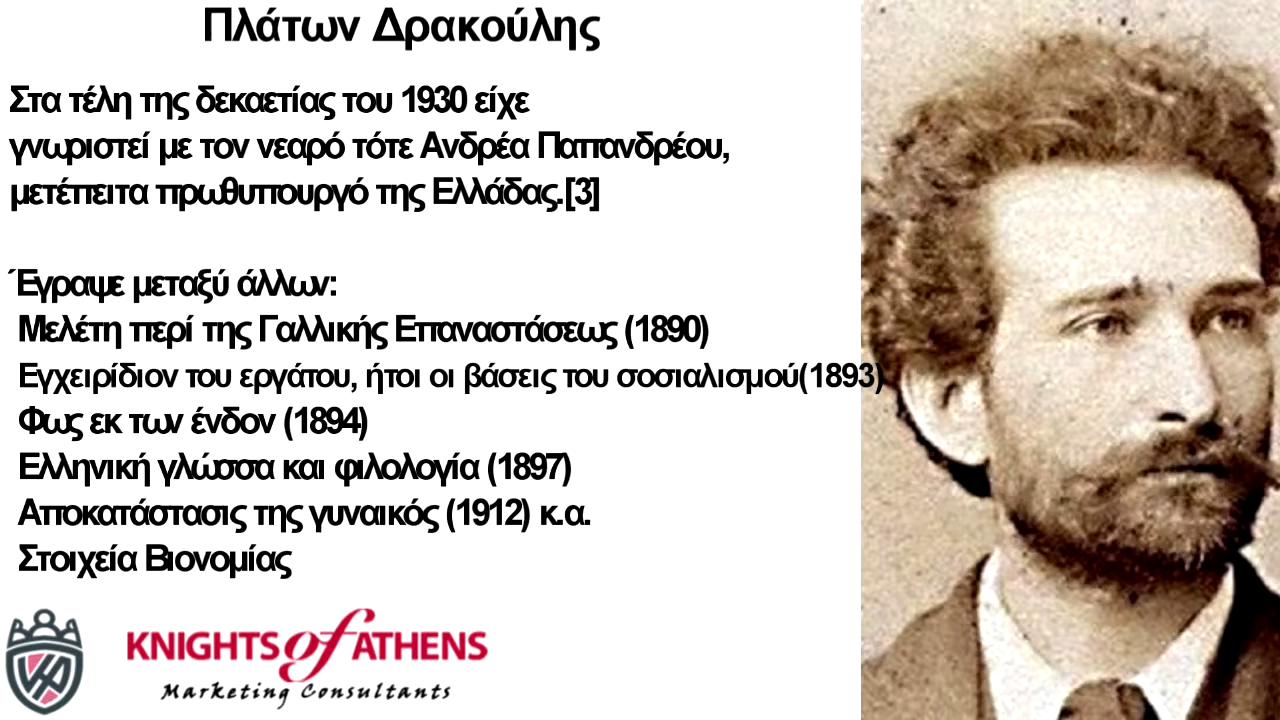 Πλάτων Δρακούλης
Στα τέλη της δεκαετίας του 1930 είχε
γνωριστεί με τον νεαρό τότε Ανδρέα Παπανδρέου,
μετέπειτα πρωθυπουργό της Ελλάδας.[3]
Έγραψε μεταξύ άλλων:
Μελέτη περί της Γαλλικής Επαναστάσεως (1890)
Εγχειρίδιον του εργάτου, ήτοι οι βάσεις του σοσιαλισμού(1893)
Φως εκ των ένδον (1894)
Ελληνική γλώσσα και φιλολογία (1897)
Αποκατάστασις της γυναικός (1912) κ.α.
Στοιχεία Βιονομίας
KNIGHTS of ATHENS
Marketing Consultants